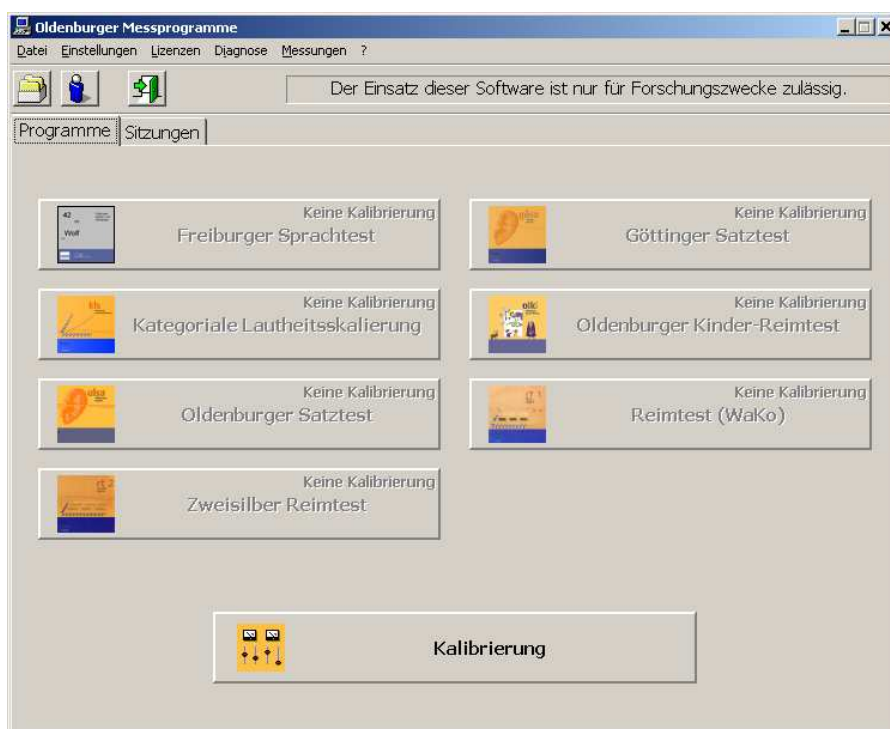 Oldenburger Messprogramme
Datei Einstellungen Lizenzen Diagnose Messungen ?
Der Einsatz dieser Software ist nur für Forschungszwecke zulässig.
Programme Sitzungen
Keine Kalibrierung
Freiburger Sprachtest
Keine Kalibrierung
Göttinger Satztest
Keine Kalibrierung
Kategoriale Lautheitsskalierung
Keine Kalibrierung
Oldenburger Kinder-Reimtest
Keine Kalibrierung
Oldenburger Satztest
Keine Kalibrierung
Reimtest (WaKo)
Keine Kalibrierung
Zweisilber Reimtest
Kalibrierung